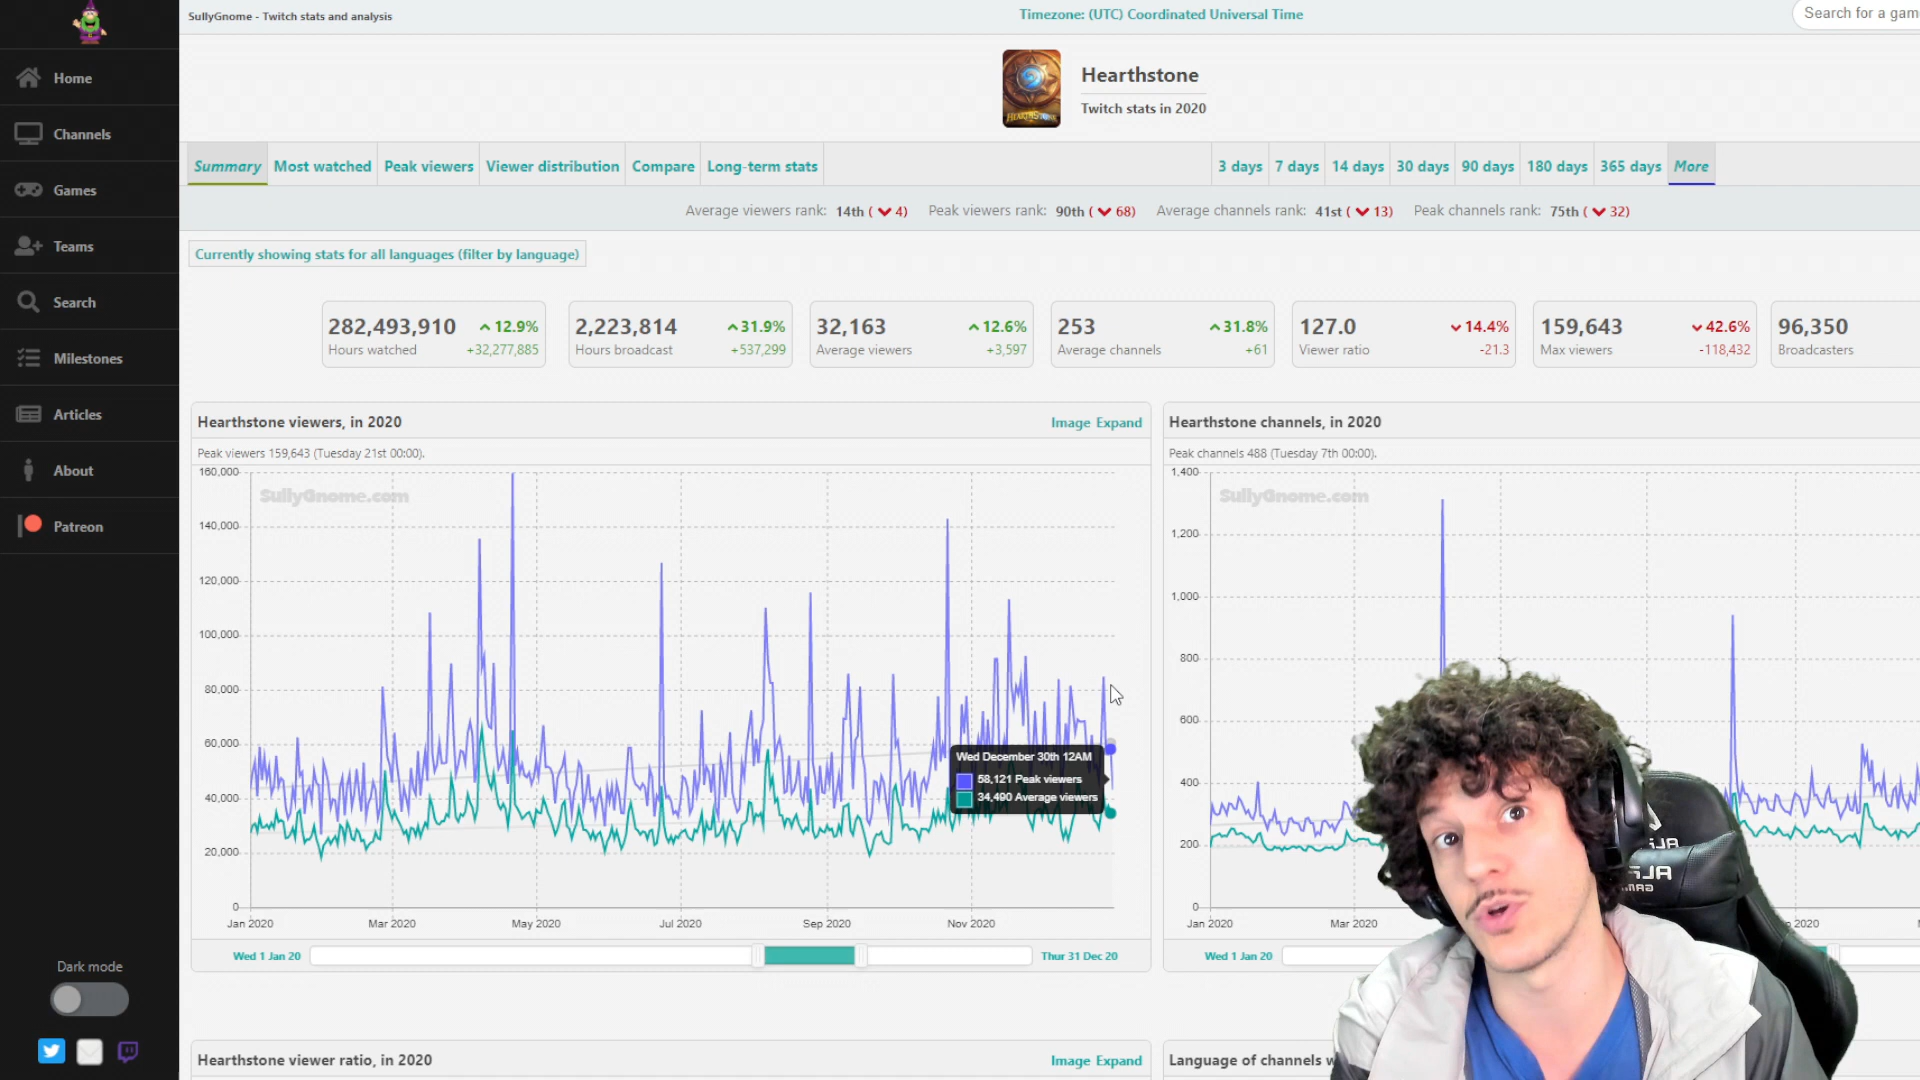 SullyGnome - Twitch stats and analysis
Timezone: (UTC) Coordinated Universal Time
Search for a gam
Home
Channels
Games
Teams
Search
Milestones
Articles
About
Patreon
Dark mode
Hearthstone
Twitch stats in 2020
HEARTHSTONE
Summary Most watched Peak viewers Viewer distribution Compare Long-term stats
3 days 7 days 14 days 30 days 90 days 180 days 365 days More
Average viewers rank: 14th ( 4) Peak viewers rank: 90th ( 68) Average channels rank: 41st ( 13) Peak channels rank: 75th ( 32)
Currently showing stats for all languages (filter by language)
282,493,910 12.9%
Hours watched +32,277,885
2,223,814 31.9%
Hours broadcast +537,299
32,163 12.6%
Average viewers +3,597
253 31.8%
Average channels +61
127.0 14.4%
Viewer ratio -21.3
159,643 42.6%
Max viewers -118,432
96,350
Broadcasters
Hearthstone viewers, in 2020
Image Expand
Peak viewers 159,643 (Tuesday 21st 00:00).
SullyGnome.com
160,000
140,000
120,000
100,000
80,000
60,000
40,000
20,000
0
Jan 2020 Mar 2020 May 2020 Jul 2020 Sep 2020 Nov 2020
Wed December 30th 12AM
58,121 Peak viewers
34,490 Average viewers
Wed 1 Jan 20
Thur 31 Dec 20
Hearthstone channels, in 2020
Peak channels 488 (Tuesday 7th 00:00).
SullyGnome.com
1,400
1,200
1,000
800
600
400
200
0
Jan 2020 Mar 2020
2020
Wed 1 Jan 20
Hearthstone viewer ratio, in 2020
Image Expand
Language of channels w